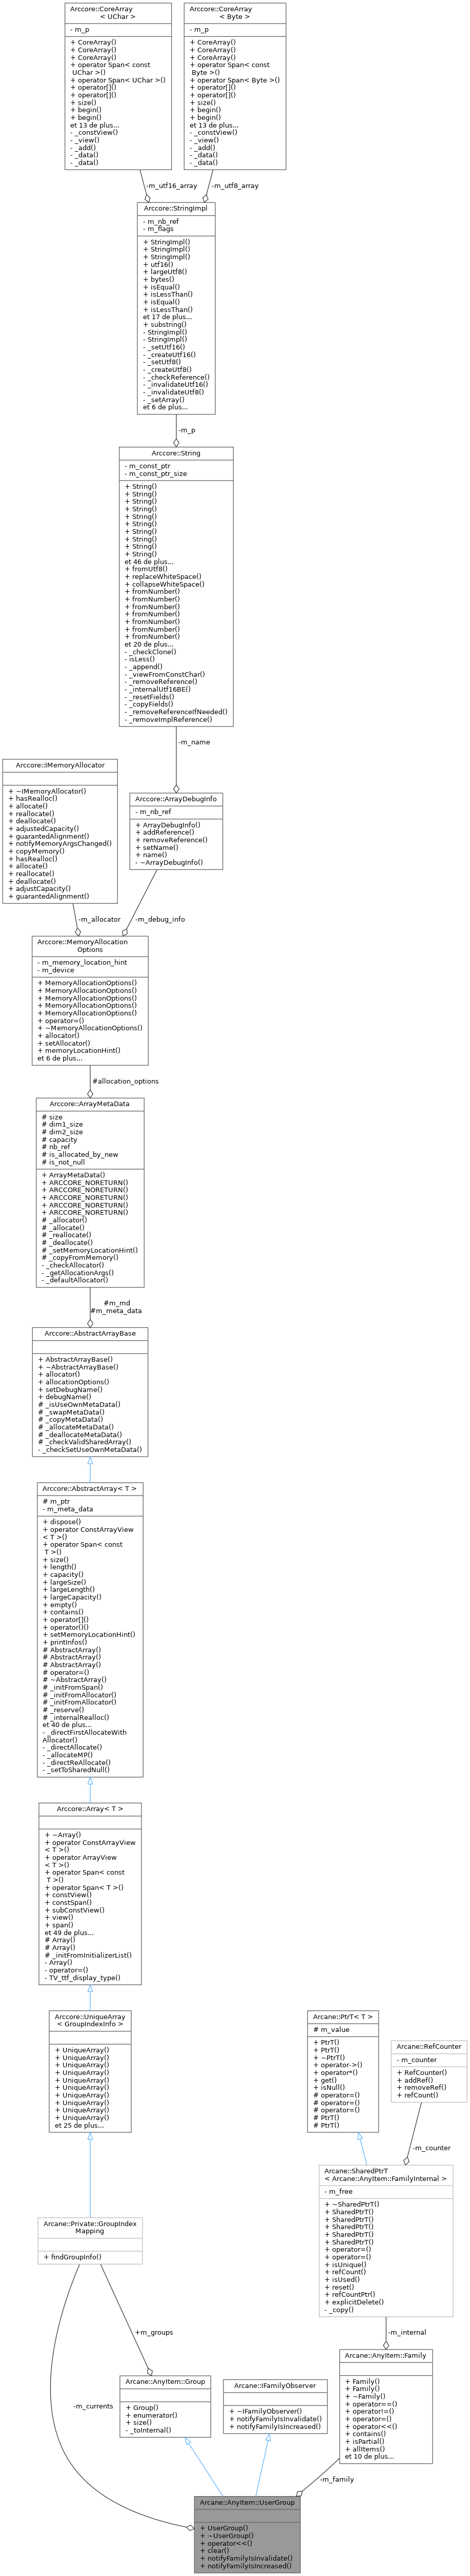 Arccore::CoreArray
< UChar >
- m_p
+ CoreArray()
+ CoreArray()
+ CoreArray()
+ operator Span< const
UChar >()
+ operator Span< UChar >()
+ operator[]()
+ operator[]()
+ size()
+ begin()
+ begin()
et 13 de plus...
- _constView()
- _view()
- _add()
- _data()
- _data()
Arccore::CoreArray
< Byte >
- m_p
+ CoreArray()
+ CoreArray()
+ CoreArray()
+ operator Span< const
Byte >()
+ operator Span< Byte >()
+ operator[]()
+ operator[]()
+ size()
+ begin()
+ begin()
et 13 de plus...
- _constView()
- _view()
- _add()
- _data()
- _data()
-m_utf16_array
-m_utf8_array
Arccore::StringImpl
- m_nb_ref
- m_flags
+ StringImpl()
+ StringImpl()
+ StringImpl()
+ utf16()
+ largeUtf8()
+ bytes()
+ isEqual()
+ isLessThan()
+ isEqual()
+ isLessThan()
et 17 de plus...
+ substring()
- StringImpl()
- StringImpl()
- _setUtf16()
- _createUtf16()
- _setUtf8()
- _createUtf8()
- _checkReference()
- _invalidateUtf16()
- _invalidateUtf8()
- _setArray()
et 6 de plus...
-m_p
Arccore::String
- m_const_ptr
- m_const_ptr_size
+ String()
+ String()
+ String()
+ String()
+ String()
+ String()
+ String()
+ String()
+ String()
+ String()
et 46 de plus...
+ fromUtf8()
+ replaceWhiteSpace()
+ collapseWhiteSpace()
+ fromNumber()
+ fromNumber()
+ fromNumber()
+ fromNumber()
+ fromNumber()
+ fromNumber()
+ fromNumber()
et 20 de plus...
- _checkClone()
- isLess()
- _append()
- _viewFromConstChar()
- _removeReference()
- _internalUtf16BE()
- _resetFields()
- _copyFields()
- _removeReferenceIfNeeded()
- _removeImplReference()
-m_name
Arccore::IMemoryAllocator
+ ~IMemoryAllocator()
+ hasRealloc()
+ allocate()
+ reallocate()
+ deallocate()
+ adjustedCapacity()
+ guarantedAlignment()
+ notifyMemoryArgsChanged()
+ copyMemory()
+ hasRealloc()
+ allocate()
+ reallocate()
+ deallocate()
+ adjustCapacity()
+ guarantedAlignment()
Arccore::ArrayDebugInfo
- m_nb_ref
+ ArrayDebugInfo()
+ addReference()
+ removeReference()
+ setName()
+ name()
- ~ArrayDebugInfo()
-m_allocator
-m_debug_info
Arccore::MemoryAllocation
Options
- m_memory_location_hint
- m_device
+ MemoryAllocationOptions()
+ MemoryAllocationOptions()
+ MemoryAllocationOptions()
+ MemoryAllocationOptions()
+ MemoryAllocationOptions()
+ operator=()
+ ~MemoryAllocationOptions()
+ allocator()
+ setAllocator()
+ memoryLocationHint()
et 6 de plus...
#allocation_options
Arccore::ArrayMetaData
# size
# dim1_size
# dim2_size
# capacity
# nb_ref
# is_allocated_by_new
# is_not_null
+ ArrayMetaData()
+ ARCCORE_NORETURN()
+ ARCCORE_NORETURN()
+ ARCCORE_NORETURN()
+ ARCCORE_NORETURN()
+ ARCCORE_NORETURN()
# _allocator()
# _allocate()
# _reallocate()
# _deallocate()
# _setMemoryLocationHint()
# _copyFromMemory()
- _checkAllocator()
- _getAllocationArgs()
- _defaultAllocator()
#m_md
#m_meta_data
Arccore::AbstractArrayBase
+ AbstractArrayBase()
+ ~AbstractArrayBase()
+ allocator()
+ allocationOptions()
+ setDebugName()
+ debugName()
# _isUseOwnMetaData()
# _swapMetaData()
# _copyMetaData()
# _allocateMetaData()
# _deallocateMetaData()
# _checkValidSharedArray()
- _checkSetUseOwnMetaData()
Arccore::AbstractArray< T >
# m_ptr
- m_meta_data
+ dispose()
+ operator ConstArrayView
< T >()
+ operator Span< const
T >()
+ size()
+ length()
+ capacity()
+ largeSize()
+ largeLength()
+ largeCapacity()
+ empty()
+ contains()
+ operator[]()
+ operator()()
+ setMemoryLocationHint()
+ printInfos()
# AbstractArray()
# AbstractArray()
# AbstractArray()
# operator=()
# ~AbstractArray()
# _initFromSpan()
# _initFromAllocator()
# _initFromAllocator()
# _reserve()
# _internalRealloc()
et 40 de plus...
- _directFirstAllocateWith
Allocator()
- _directAllocate()
- _allocateMP()
- _directReAllocate()
- _setToSharedNull()
Arccore::Array< T >
+ ~Array()
+ operator ConstArrayView
< T >()
+ operator ArrayView
< T >()
+ operator Span< const
T >()
+ operator Span< T >()
+ constView()
+ constSpan()
+ subConstView()
+ view()
+ span()
et 49 de plus...
# Array()
# Array()
# _initFromInitializerList()
- Array()
- operator=()
- TV_ttf_display_type()
Arccore::UniqueArray
< GroupIndexInfo >
+ UniqueArray()
+ UniqueArray()
+ UniqueArray()
+ UniqueArray()
+ UniqueArray()
+ UniqueArray()
+ UniqueArray()
+ UniqueArray()
+ UniqueArray()
+ UniqueArray()
et 25 de plus...
Arcane::PtrT< T >
# m_value
+ PtrT()
+ PtrT()
+ ~PtrT()
+ operator->()
+ operator*()
+ get()
+ isNull()
# operator=()
# operator=()
# operator=()
# PtrT()
# PtrT()
Arcane::RefCounter
- m_counter
+ RefCounter()
+ addRef()
+ removeRef()
+ refCount()
-m_counter
Arcane::SharedPtrT
< Arcane::AnyItem::FamilyInternal >
- m_free
+ ~SharedPtrT()
+ SharedPtrT()
+ SharedPtrT()
+ SharedPtrT()
+ SharedPtrT()
+ SharedPtrT()
+ operator=()
+ operator=()
+ isUnique()
+ refCount()
+ isUsed()
+ reset()
+ refCountPtr()
+ explicitDelete()
- _copy()
Arcane::Private::GroupIndex
Mapping
+ findGroupInfo()
+m_groups
-m_internal
Arcane::AnyItem::Group
+ Group()
+ enumerator()
+ size()
- _toInternal()
Arcane::IFamilyObserver
+ ~IFamilyObserver()
+ notifyFamilyIsInvalidate()
+ notifyFamilyIsIncreased()
Arcane::AnyItem::Family
+ Family()
+ Family()
+ ~Family()
+ operator==()
+ operator!=()
+ operator=()
+ operator<<()
+ contains()
+ isPartial()
+ allItems()
et 10 de plus...
-m_currents
-m_family
Arcane::AnyItem::UserGroup
+ UserGroup()
+ ~UserGroup()
+ operator<<()
+ clear()
+ notifyFamilyIsInvalidate()
+ notifyFamilyIsIncreased()